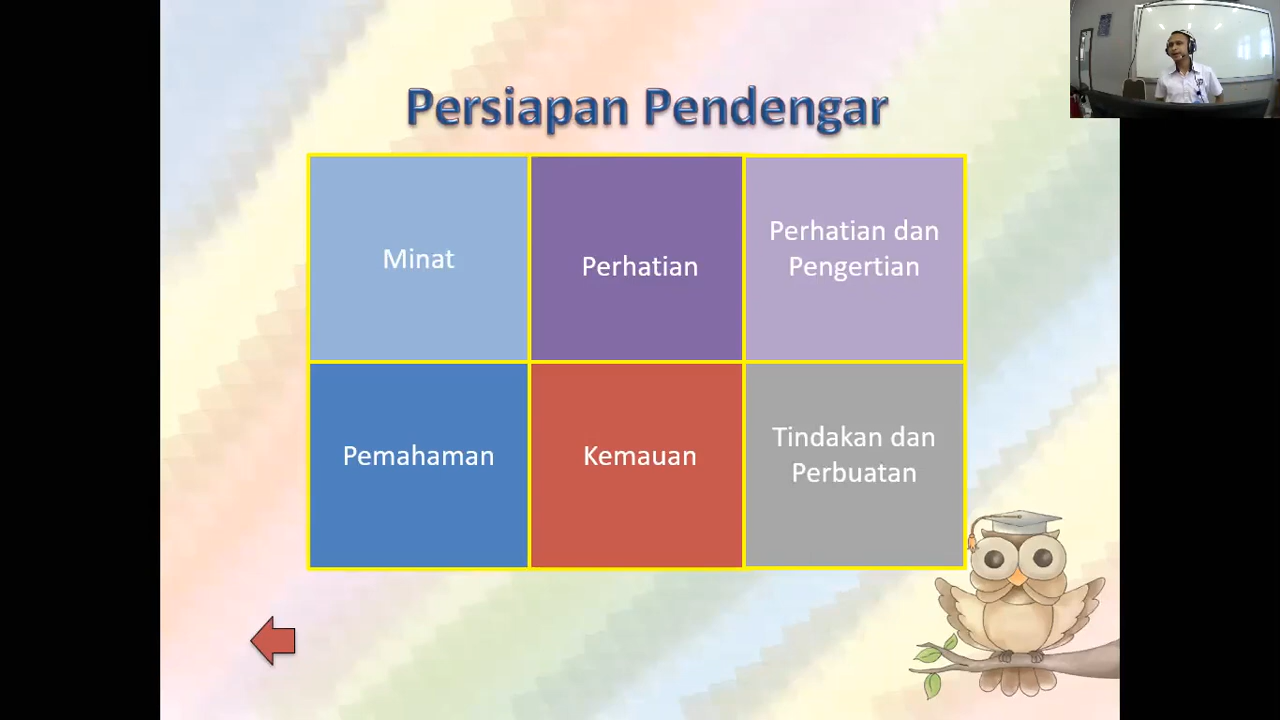 Persiapan Pendengar
Minat
Perhatian
Perhatian dan
Pengertian
Pemahaman
Kemauan
Tindakan dan
Perbuatan